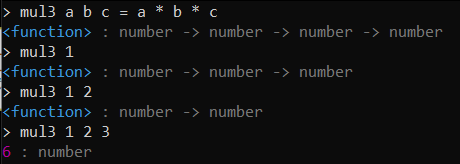 > mul3 a b c = a * b * c
<function> : number -> number -> number -> number
> mul3 1
<function> : number -> number -> number
> mul3 1 2
<function> : number -> number
> mul3 1 2 3
6 : number